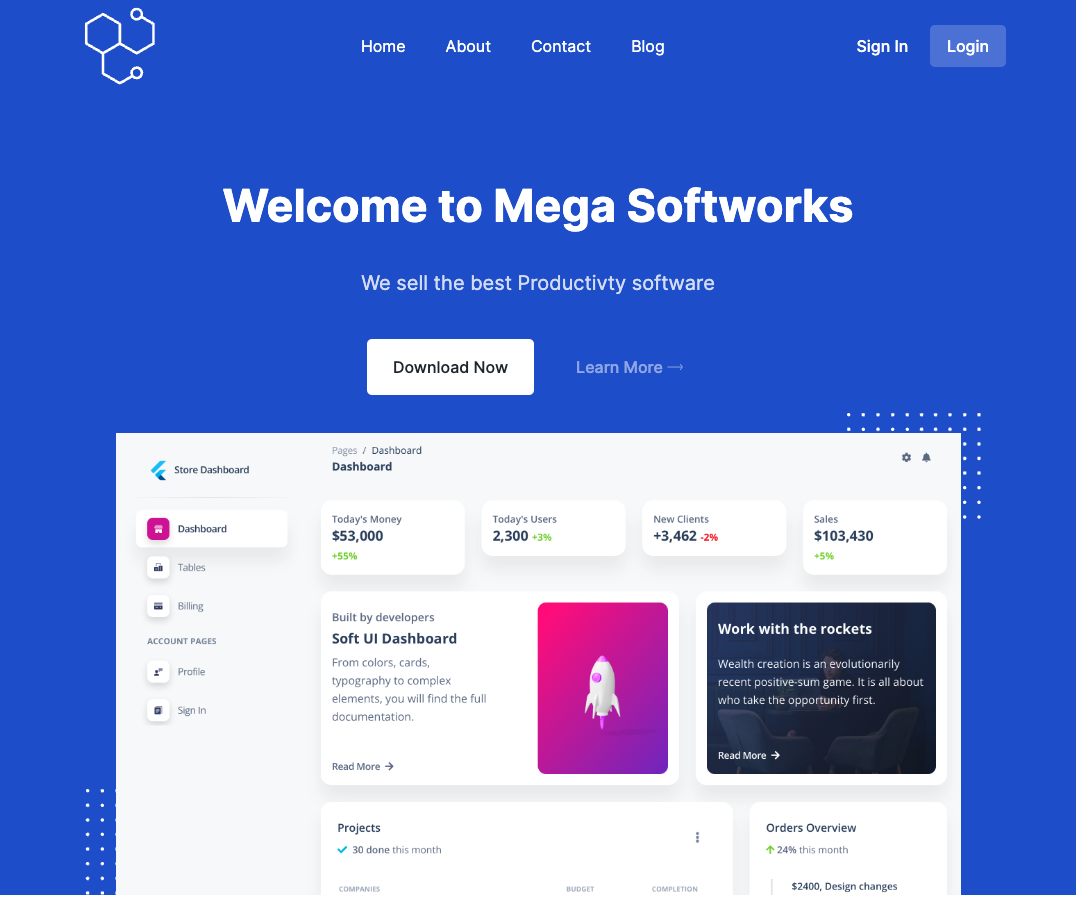 Home About Contact Blog Sign In Login
Welcome to Mega Softworks
We sell the best Productivty software
Download Now Learn More →
Store Dashboard
Dashboard
Tables
Billing
ACCOUNT PAGES
Profile
Sign In
Pages / Dashboard
Dashboard
Today's Money
$53,000
+55%
Today's Users
2,300 +3%
New Clients
+3,462 -2%
Sales
$103,430
+5%
Built by developers
Soft UI Dashboard
From colors, cards,
typography to complex
elements, you will find the full
documentation.
Read More →
Work with the rockets
Wealth creation is an evolutionarily
recent positive-sum game. It is all about
who take the opportunity first.
Read More →
Projects
30 done this month
COMPANIES BUDGET COMPLETION
Orders Overview
24% this month
$2400, Design changes